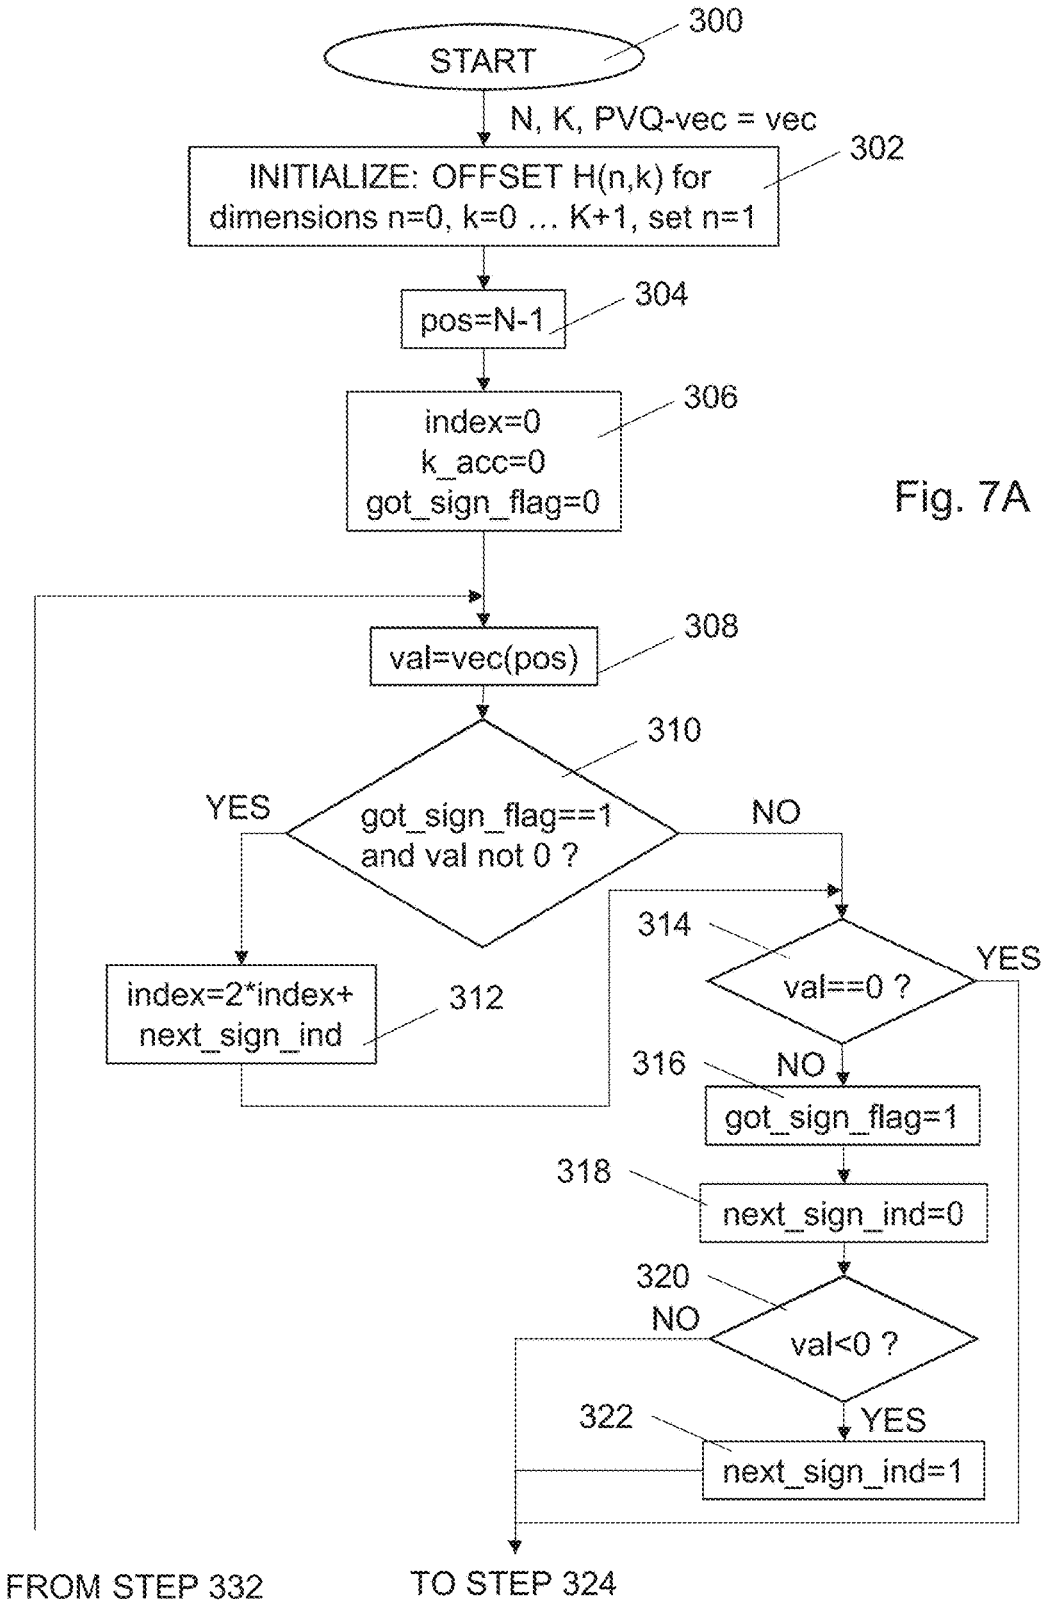 300
START
N, K, PVQ-vec = vec
302
INITIALIZE: OFFSET H(n,k) for
dimensions n=0, k=0 ... K+1, set n=1
304
pos=N-1
306
index=0
k_acc=0
got_sign_flag=0
Fig. 7A
308
val=vec(pos)
310
YES
NO
got_sign_flag==1
and val not 0 ?
314
YES
val==0 ?
312
index=2*index+
next_sign_ind
NO
316
got_sign_flag=1
318
next_sign_ind=0
320
NO
val<0 ?
322
YES
next_sign_ind=1
FROM STEP 332
TO STEP 324